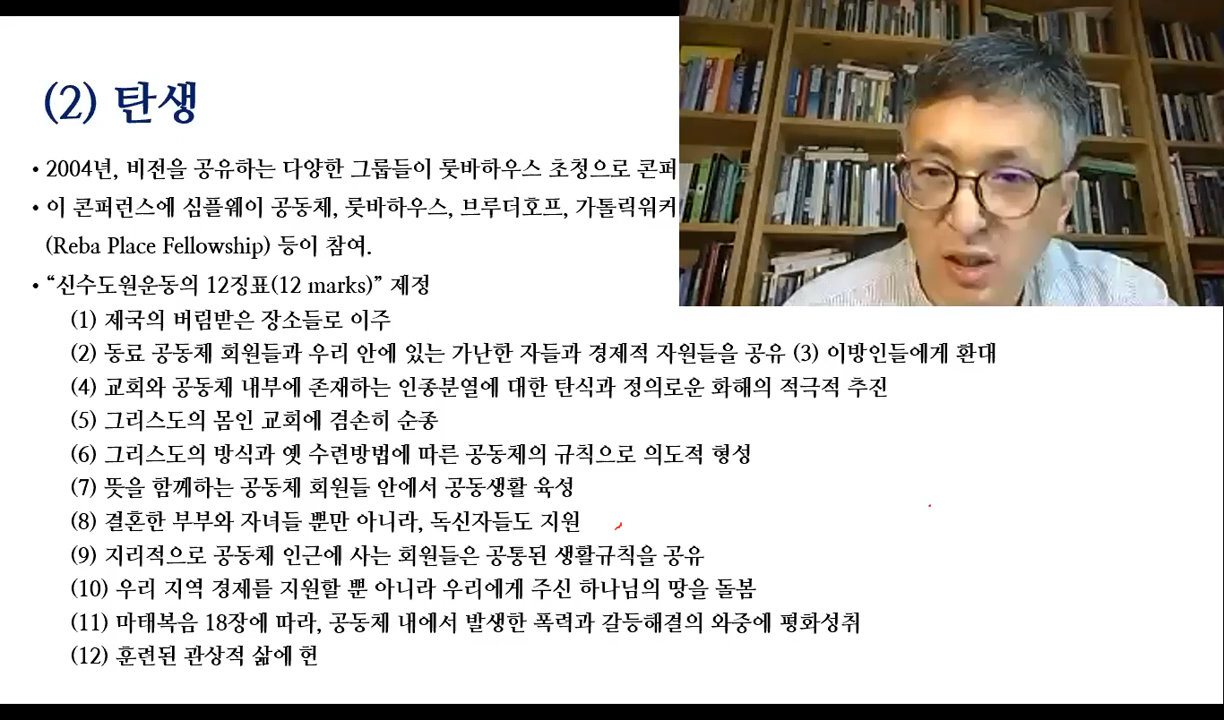 (2) 탄생
• 2004년, 비전을 공유하는 다양한 그룹들이 룻바하우스 초청으로 콘퍼
• 이 콘퍼런스에 심플웨이 공동체, 룻바하우스, 브루더호프, 가톨릭워커
(Reba Place Fellowship) 등이 참여.
• “신수도원운동의 12징표(12 marks)” 제정
(1) 제국의 버림받은 장소들로 이주
(2) 동료 공동체 회원들과 우리 안에 있는 가난한 자들과 경제적 자원들을 공유 (3) 이방인들에게 환대
(4) 교회와 공동체 내부에 존재하는 인종분열에 대한 탄식과 정의로운 화해의 적극적 추진
(5) 그리스도의 몸인 교회에 겸손히 순종
(6) 그리스도의 방식과 옛 수련방법에 따른 공동체의 규칙으로 의도적 형성
(7) 뜻을 함께하는 공동체 회원들 안에서 공동생활 육성
(8) 결혼한 부부와 자녀들 뿐만 아니라, 독신자들도 지원
(9) 지리적으로 공동체 인근에 사는 회원들은 공통된 생활규칙을 공유
(10) 우리 지역 경제를 지원할 뿐 아니라 우리에게 주신 하나님의 땅을 돌봄
(11) 마태복음 18장에 따라, 공동체 내에서 발생한 폭력과 갈등해결의 와중에 평화성취
(12) 훈련된 관상적 삶에 헌